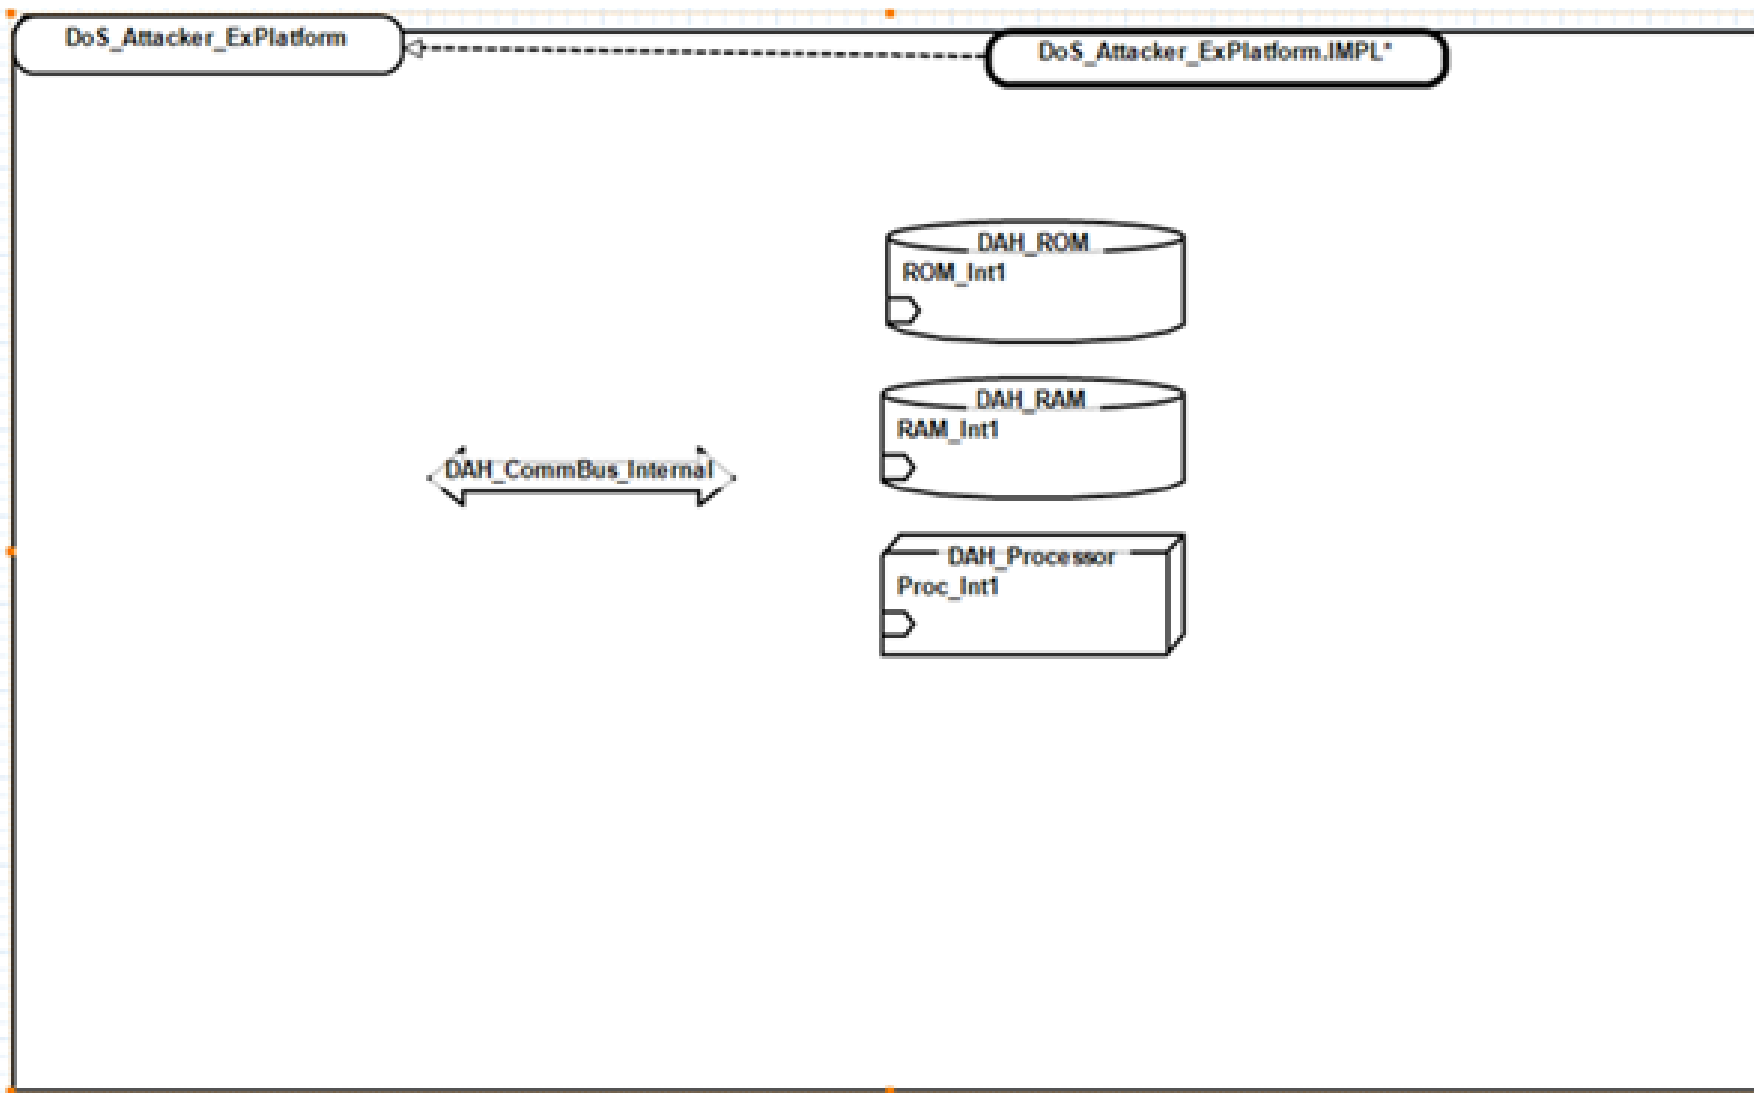 DoS_Attacker_ExPlatform
DoS_Attacker_ExPlatform.IMPL*
DAH_ROM
ROM_Int1
DAH_RAM
RAM_Int1
DAH_CommBus_Internal
DAH_Processor
Proc_Int1